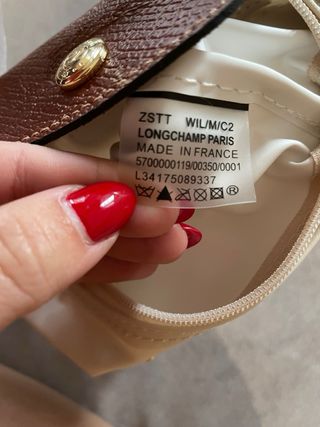 ZSTT WIL/M/C2
LONGCHAMP PARIS
MADE IN FRANCE
5700000119/00350/0001
L34175089337
®